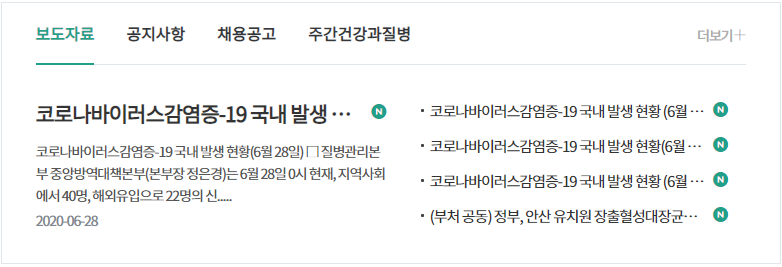 보도자료 공지사항 채용공고 주간건강과질병 더보기+
코로나바이러스감염증-19 국내 발생 … N
코로나바이러스감염증-19 국내 발생 현황(6월 28일) □ 질병관리본
부 중앙방역대책본부(본부장 정은경)는 6월 28일 0시 현재, 지역사회
에서 40명, 해외유입으로 22명의 신.....
2020-06-28
· 코로나바이러스감염증-19 국내 발생 현황 (6월 … N
· 코로나바이러스감염증-19 국내 발생 현황(6월 … N
· 코로나바이러스감염증-19 국내 발생 현황 (6월 … N
· (부처 공동) 정부, 안산 유치원 장출혈성대장균… N